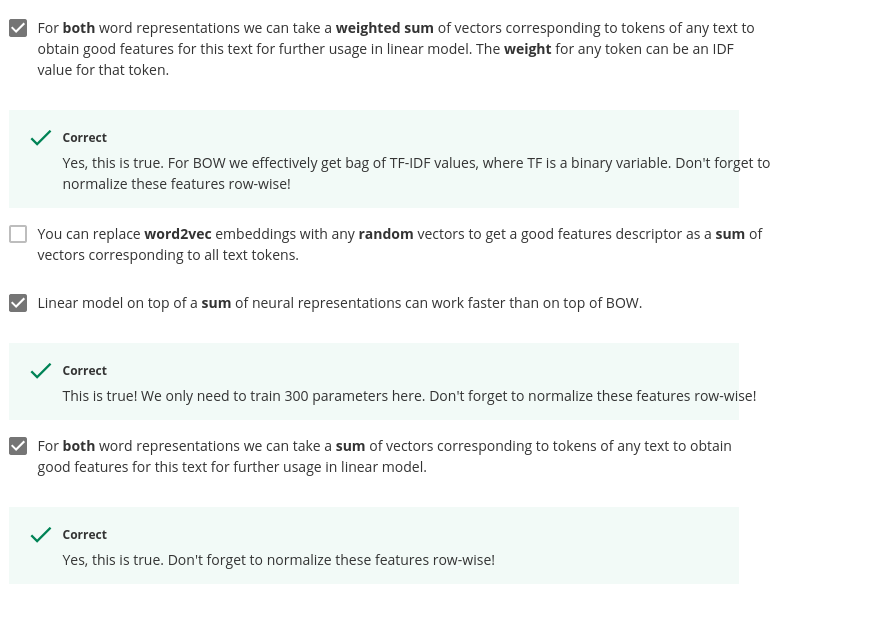 For both word representations we can take a weighted sum of vectors corresponding to tokens of any text to
obtain good features for this text for further usage in linear model. The weight for any token can be an IDF
value for that token.
Correct
Yes, this is true. For BOW we effectively get bag of TF-IDF values, where TF is a binary variable. Don't forget to
normalize these features row-wise!
You can replace word2vec embeddings with any random vectors to get a good features descriptor as a sum of
vectors corresponding to all text tokens.
Linear model on top of a sum of neural representations can work faster than on top of BOW.
Correct
This is true! We only need to train 300 parameters here. Don't forget to normalize these features row-wise!
For both word representations we can take a sum of vectors corresponding to tokens of any text to obtain
good features for this text for further usage in linear model.
Correct
Yes, this is true. Don't forget to normalize these features row-wise!